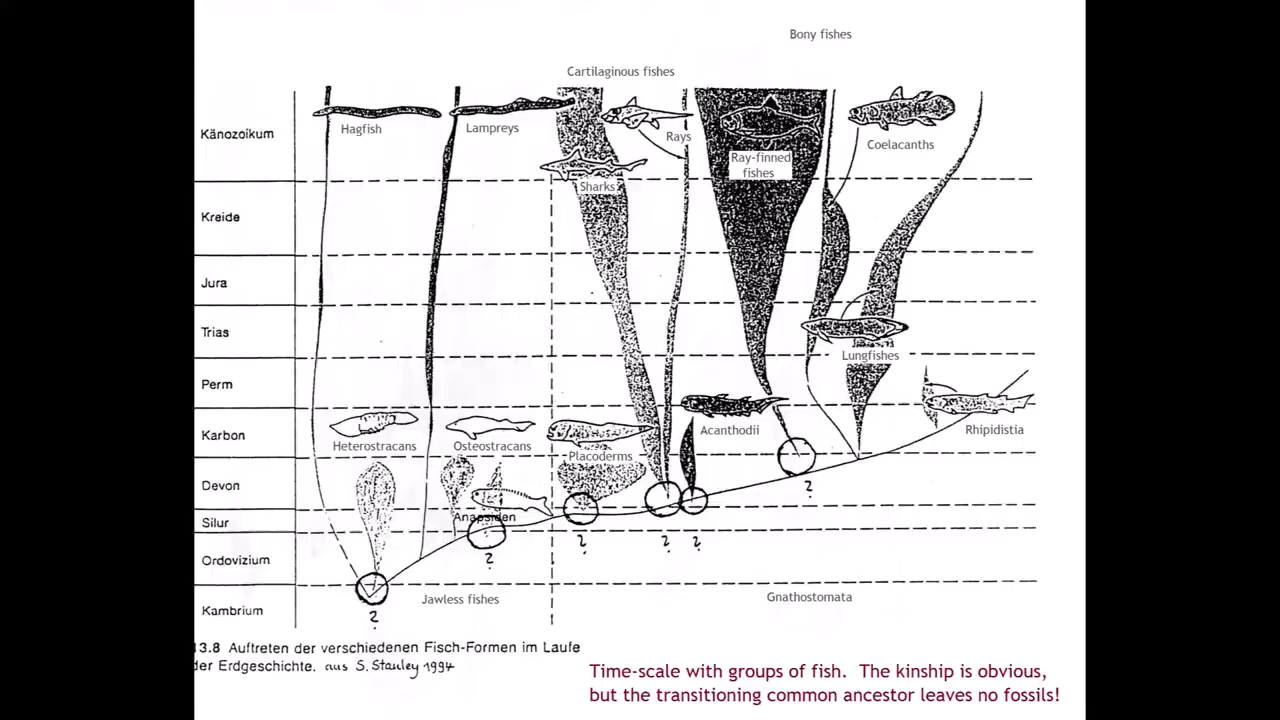 Bony fishes
Cartilaginous fishes
Känozoikum
Hagfish
Lampreys
Rays
Coelacanths
Ray-finned
fishes
Sharks
Kreide
Jura
Trias
Lungfishes
Perm
Karbon
Acanthodii
Rhipidistia
Heterostracans
Osteostracans
Placoderms
Devon
?
Silur
Anapsiden
? ? ?
Ordovizium
?
Kambrium
Jawless fishes
Gnathostomata
?
13.8 Auftreten der verschiedenen Fisch-Formen im Laufe
der Erdgeschichte. aus S. Stanley 1994
Time-scale with groups of fish. The kinship is obvious,
but the transitioning common ancestor leaves no fossils!